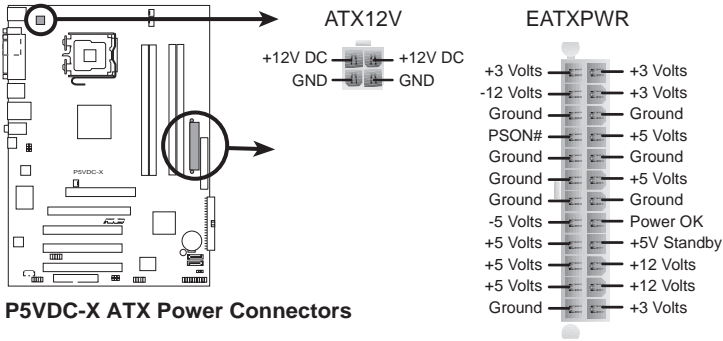 ATX12V
EATXPWR
+12V DC +12V DC
GND GND
+3 Volts +3 Volts
-12 Volts +3 Volts
Ground Ground
PSON# +5 Volts
Ground Ground
Ground +5 Volts
Ground Ground
-5 Volts Power OK
+5 Volts +5V Standby
+5 Volts +12 Volts
+5 Volts +12 Volts
Ground +3 Volts
P5VDC-X
ASUS
P5VDC-X ATX Power Connectors